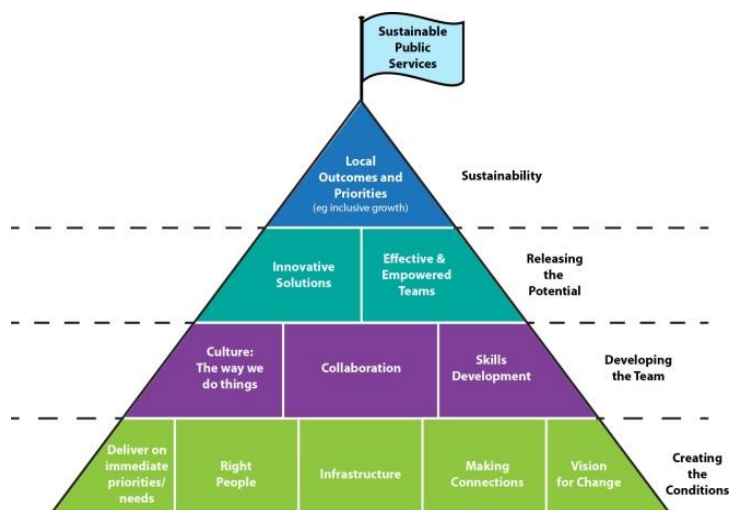 Sustainable
Public
Services
Local
Outcomes and
Priorities
(eg inclusive growth)
Sustainability
Innovative
Solutions
Effective &
Empowered
Teams
Releasing
the
Potential
Culture:
The way we
do things
Collaboration
Skills
Development
Developing
the Team
Deliver on
immediate
priorities/
needs
Right
People
Infrastructure
Making
Connections
Vision
for Change
Creating
the
Conditions